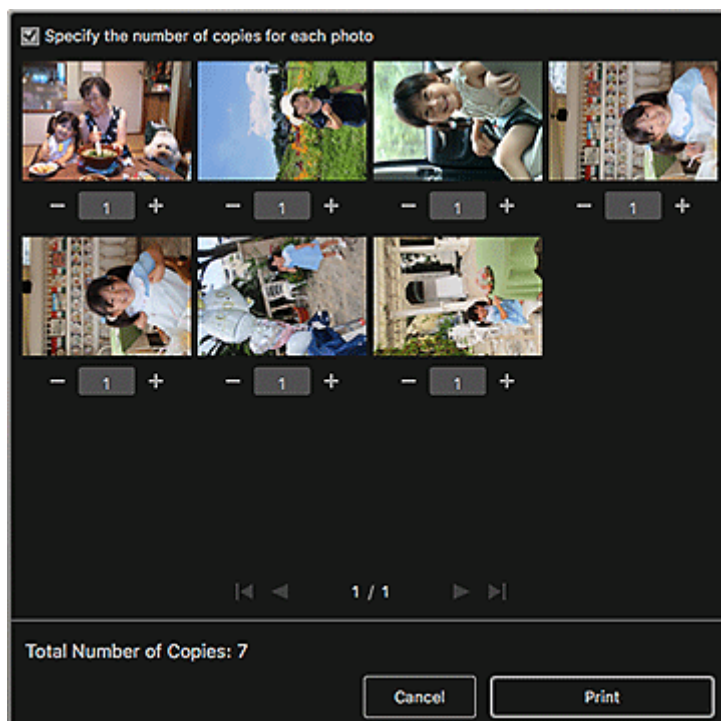 Specify the number of copies for each photo
− 1 + − 1 + − 1 + − 1 +
− 1 + − 1 + − 1 +
1 / 1
Total Number of Copies: 7
Cancel Print